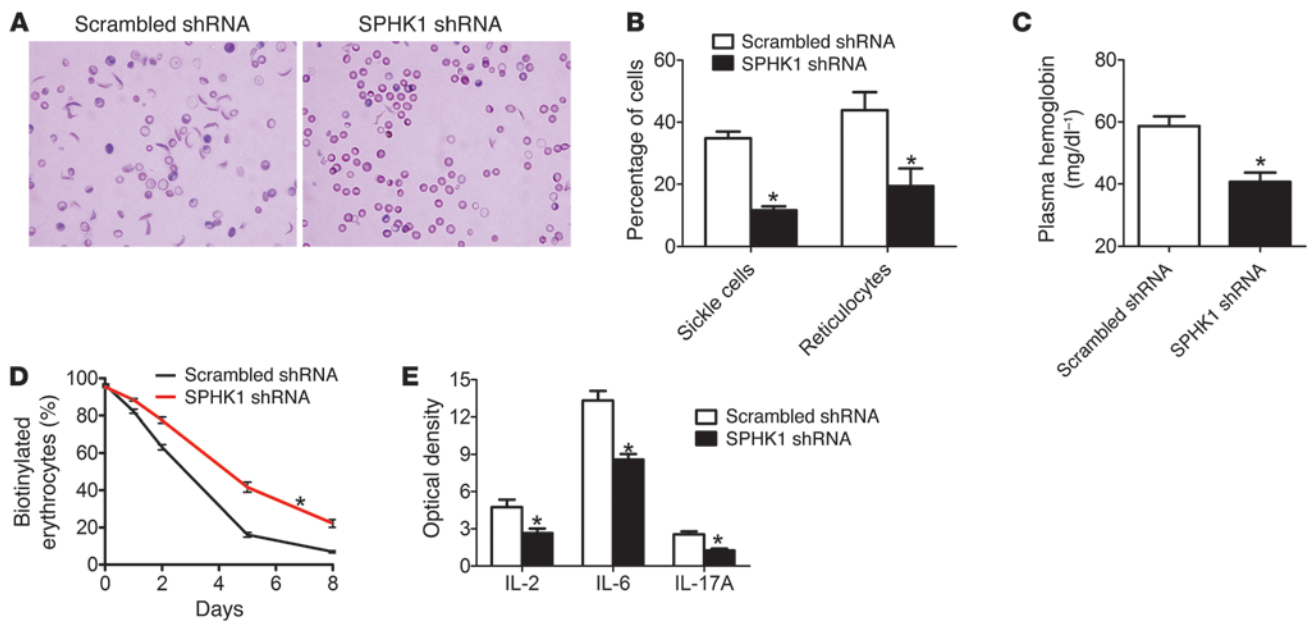 A
Scrambled shRNA
SPHK1 shRNA
B
Scrambled shRNA
SPHK1 shRNA
Percentage of cells
60
40
20
0
*
*
Sickle cells
Reticulocytes
C
Plasma hemoglobin
(mg/dl⁻¹)
80
60
40
20
*
Scrambled shRNA
SPHK1 shRNA
D
Scrambled shRNA
SPHK1 shRNA
Biotinylated
erythrocytes (%)
100
80
60
40
20
0
*
0 2 4 6 8
Days
E
Scrambled shRNA
SPHK1 shRNA
Optical density
15
12
9
6
3
0
*
*
*
IL-2 IL-6 IL-17A